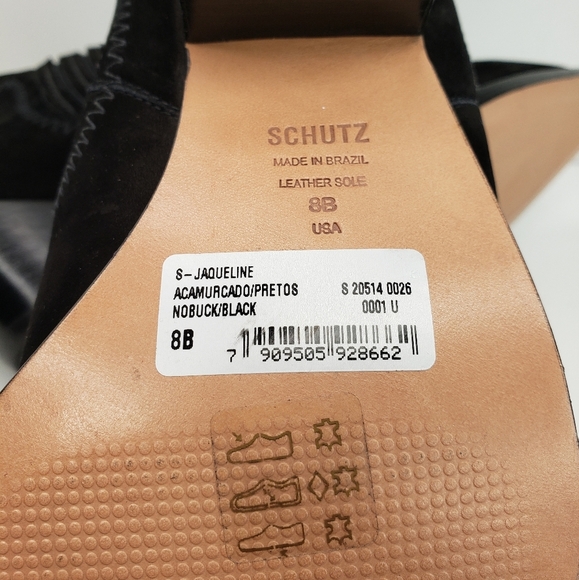 SCHUTZ
MADE IN BRAZIL
LEATHER SOLE
8B
USA
S-JAQUELINE
ACAMURCADO/PRETOS S 20514 0026
NOBUCK/BLACK 0001 U
8B
7 909505 928662